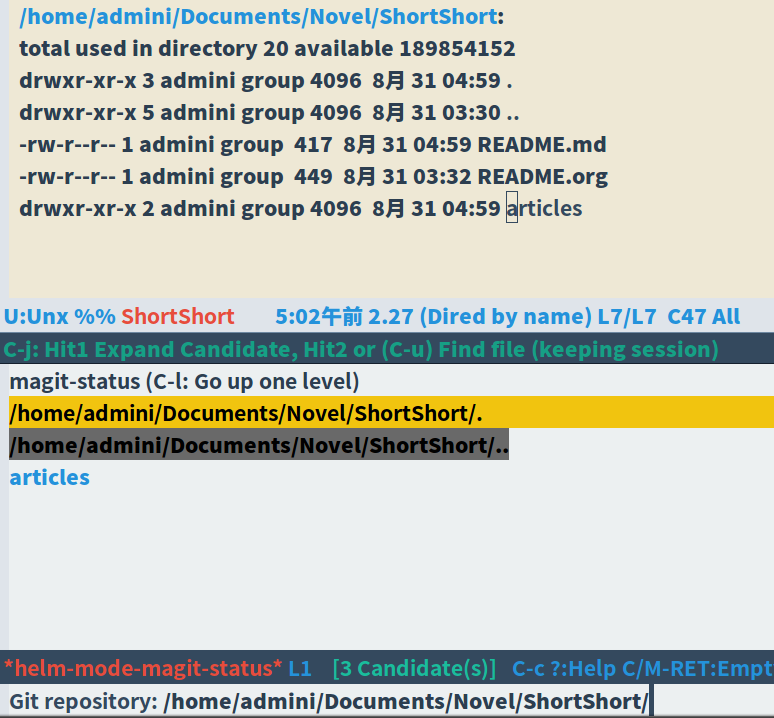 /home/admini/Documents/Novel/ShortShort:
total used in directory 20 available 189854152
drwxr-xr-x 3 admini group 4096  8月 31 04:59 .
drwxr-xr-x 5 admini group 4096  8月 31 03:30 ..
-rw-r--r-- 1 admini group  417  8月 31 04:59 README.md
-rw-r--r-- 1 admini group  449  8月 31 03:32 README.org
drwxr-xr-x 2 admini group 4096  8月 31 04:59 articles
U:Unx %% ShortShort 5:02午前 2.27 (Dired by name) L7/L7 C47 All
C-j: Hit1 Expand Candidate, Hit2 or (C-u) Find file (keeping session)
magit-status (C-l: Go up one level)
/home/admini/Documents/Novel/ShortShort/.
/home/admini/Documents/Novel/ShortShort/..
articles
*helm-mode-magit-status* L1 [3 Candidate(s)] C-c ?:Help C/M-RET:Empt
Git repository: /home/admini/Documents/Novel/ShortShort/